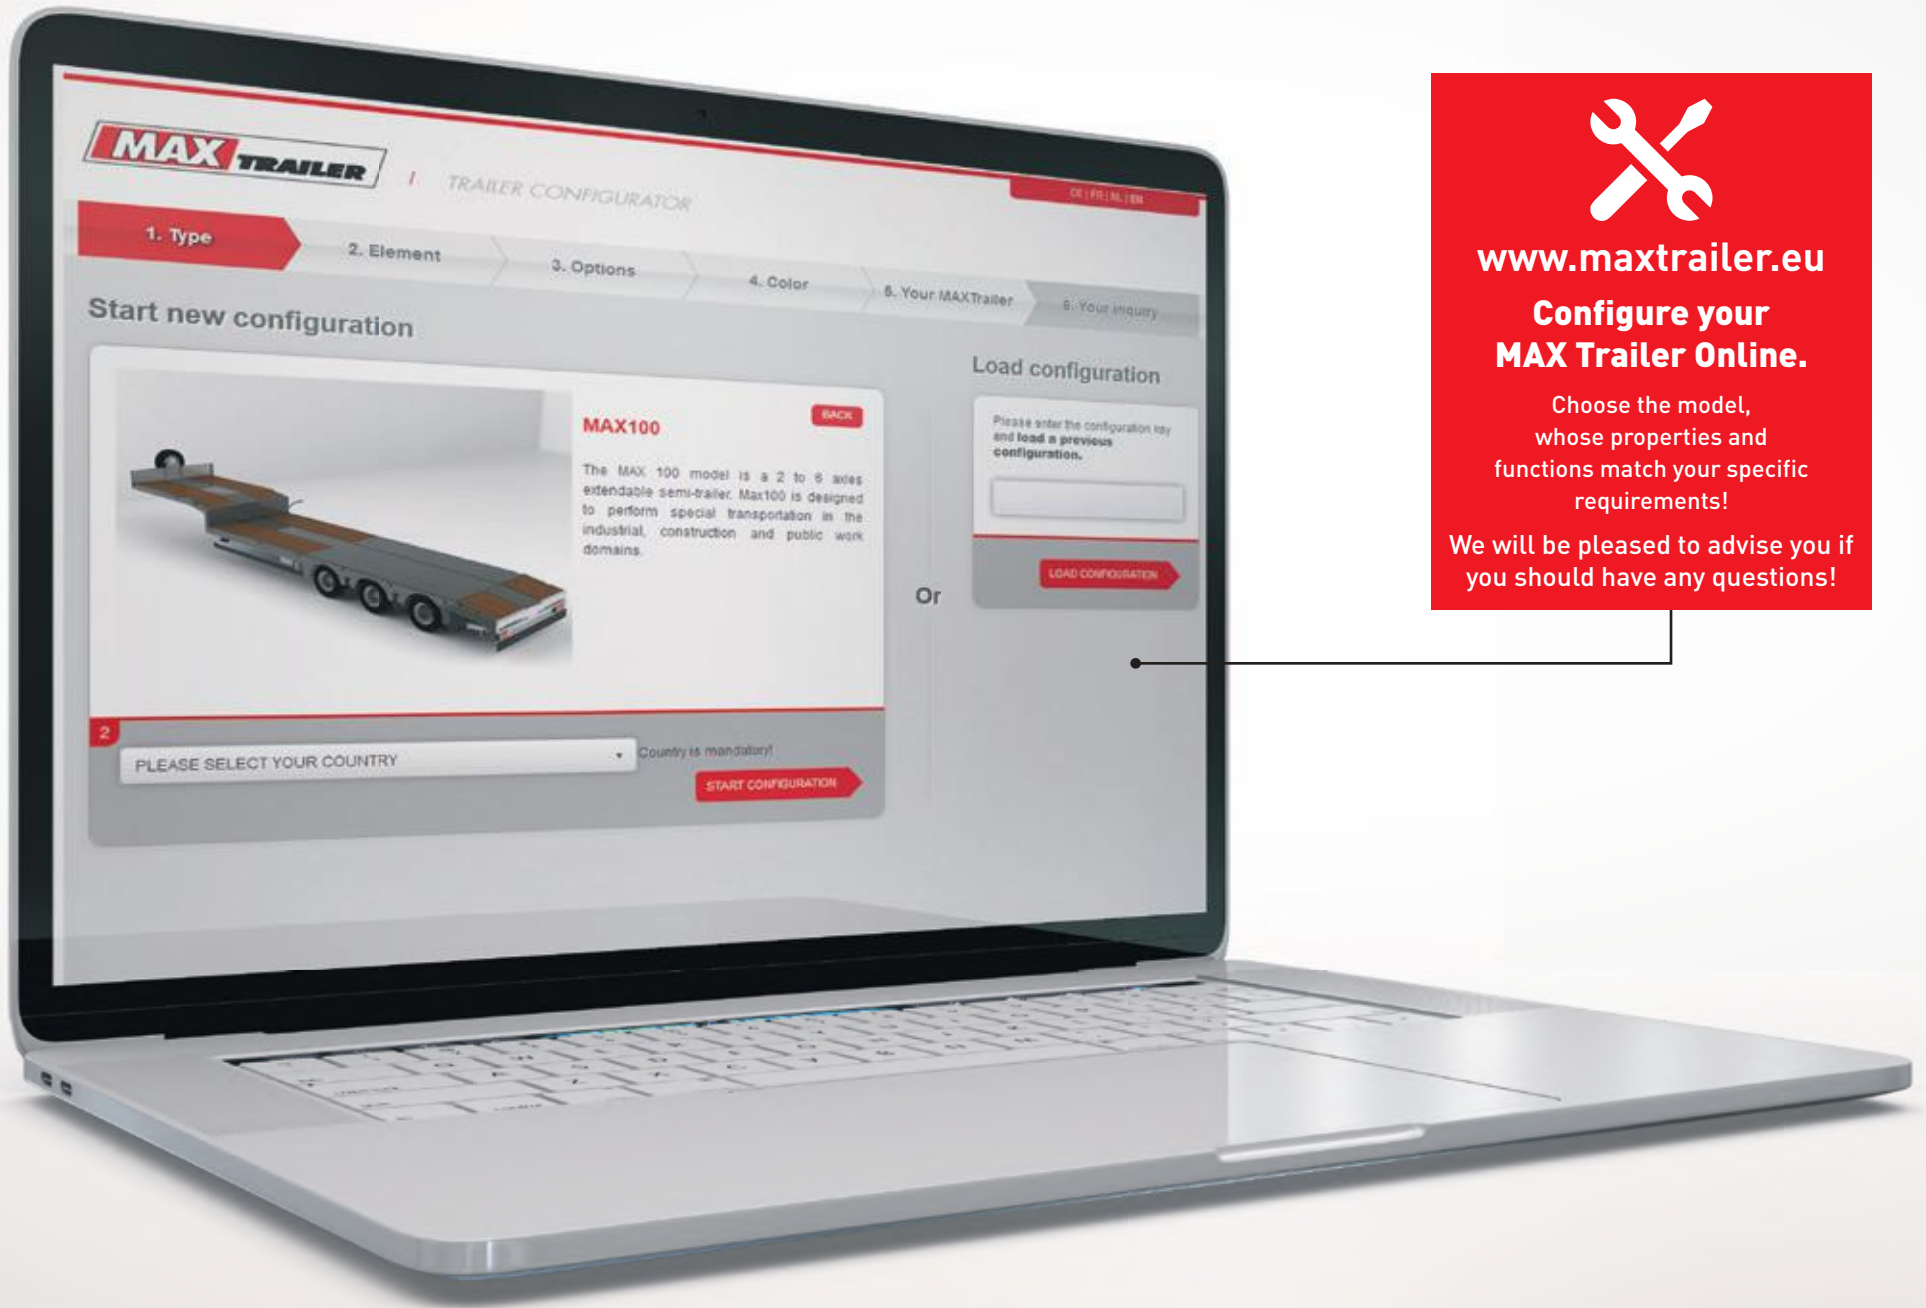 MAX TRAILER
/ TRAILER CONFIGURATOR
DE | FR | NL | EN
1. Type
2. Element
3. Options
4. Color
5. Your MAXTrailer
6. Your inquiry
Start new configuration
BACK
MAX100
The MAX 100 model is a 2 to 6 axles
extendable semi-trailer. Max100 is designed
to perform special transportation in the
industrial, construction and public work
domains.
2
PLEASE SELECT YOUR COUNTRY
Country is mandatory!
START CONFIGURATION
Or
Load configuration
Please enter the configuration key
and load a previous
configuration.
LOAD CONFIGURATION
www.maxtrailer.eu
Configure your
MAX Trailer Online.
Choose the model,
whose properties and
functions match your specific
requirements!
We will be pleased to advise you if
you should have any questions!